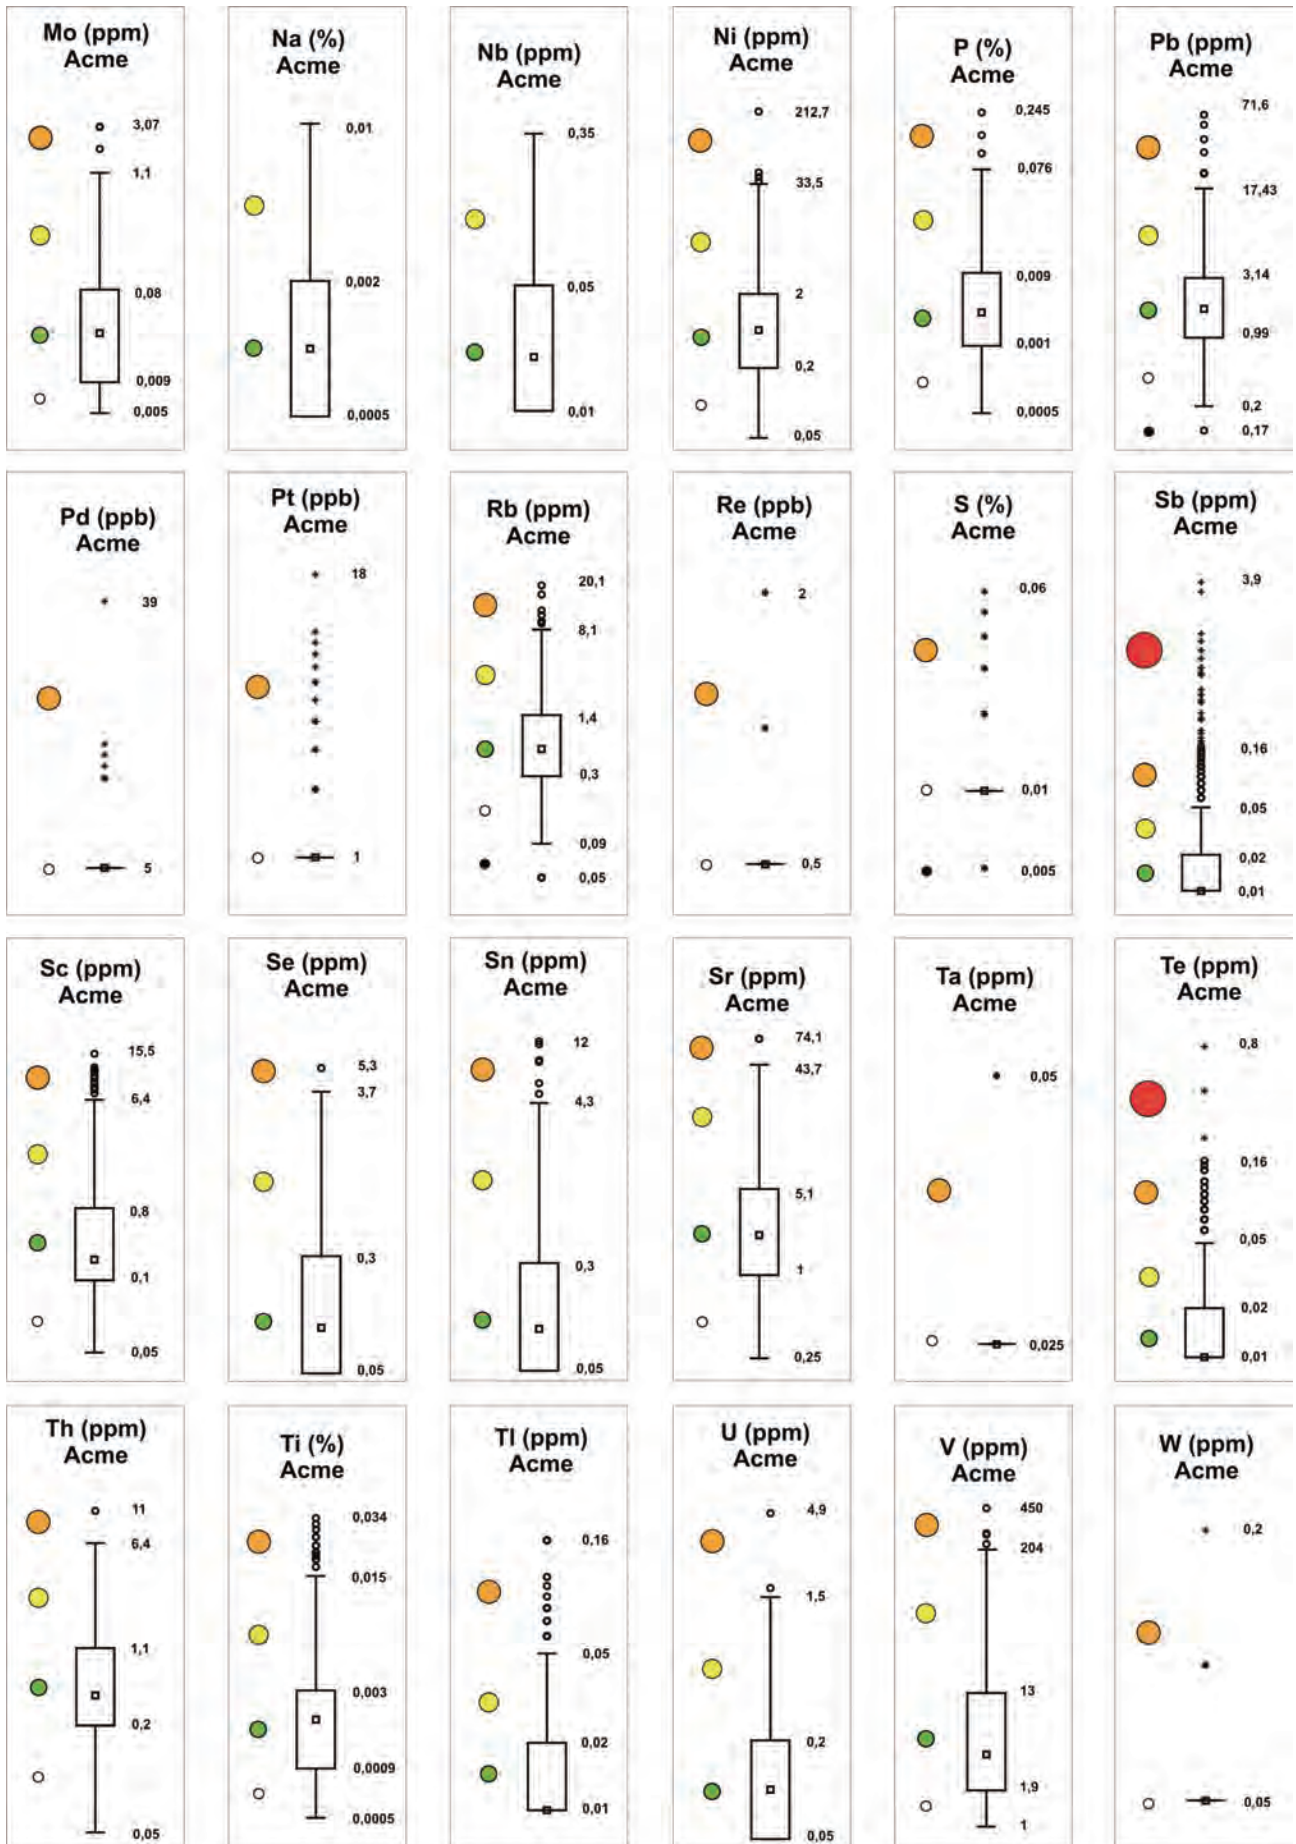 Mo (ppm)
Acme
3,07
1,1
0,08
0,009
0,005
Na (%)
Acme
0,01
0,002
0,0005
Nb (ppm)
Acme
0,35
0,05
0,01
Ni (ppm)
Acme
212,7
33,5
2
0,2
0,05
P (%)
Acme
0,245
0,076
0,009
0,001
0,0005
Pb (ppm)
Acme
71,6
17,43
3,14
0,99
0,2
0,17
Pd (ppb)
Acme
39
5
Pt (ppb)
Acme
18
1
Rb (ppm)
Acme
20,1
8,1
1,4
0,3
0,09
0,05
Re (ppb)
Acme
2
0,5
S (%)
Acme
0,06
0,01
0,005
Sb (ppm)
Acme
3,9
0,16
0,05
0,02
0,01
Sc (ppm)
Acme
15,5
6,4
0,8
0,1
0,05
Se (ppm)
Acme
5,3
3,7
0,3
0,05
Sn (ppm)
Acme
12
4,3
0,3
0,05
Sr (ppm)
Acme
74,1
43,7
5,1
1
0,25
Ta (ppm)
Acme
0,05
0,025
Te (ppm)
Acme
0,8
0,16
0,05
0,02
0,01
Th (ppm)
Acme
11
6,4
1,1
0,2
0,05
Ti (%)
Acme
0,034
0,015
0,003
0,0009
0,0005
Tl (ppm)
Acme
0,16
0,05
0,02
0,01
U (ppm)
Acme
4,9
1,5
0,2
0,05
V (ppm)
Acme
450
204
13
1,9
1
W (ppm)
Acme
0,2
0,05